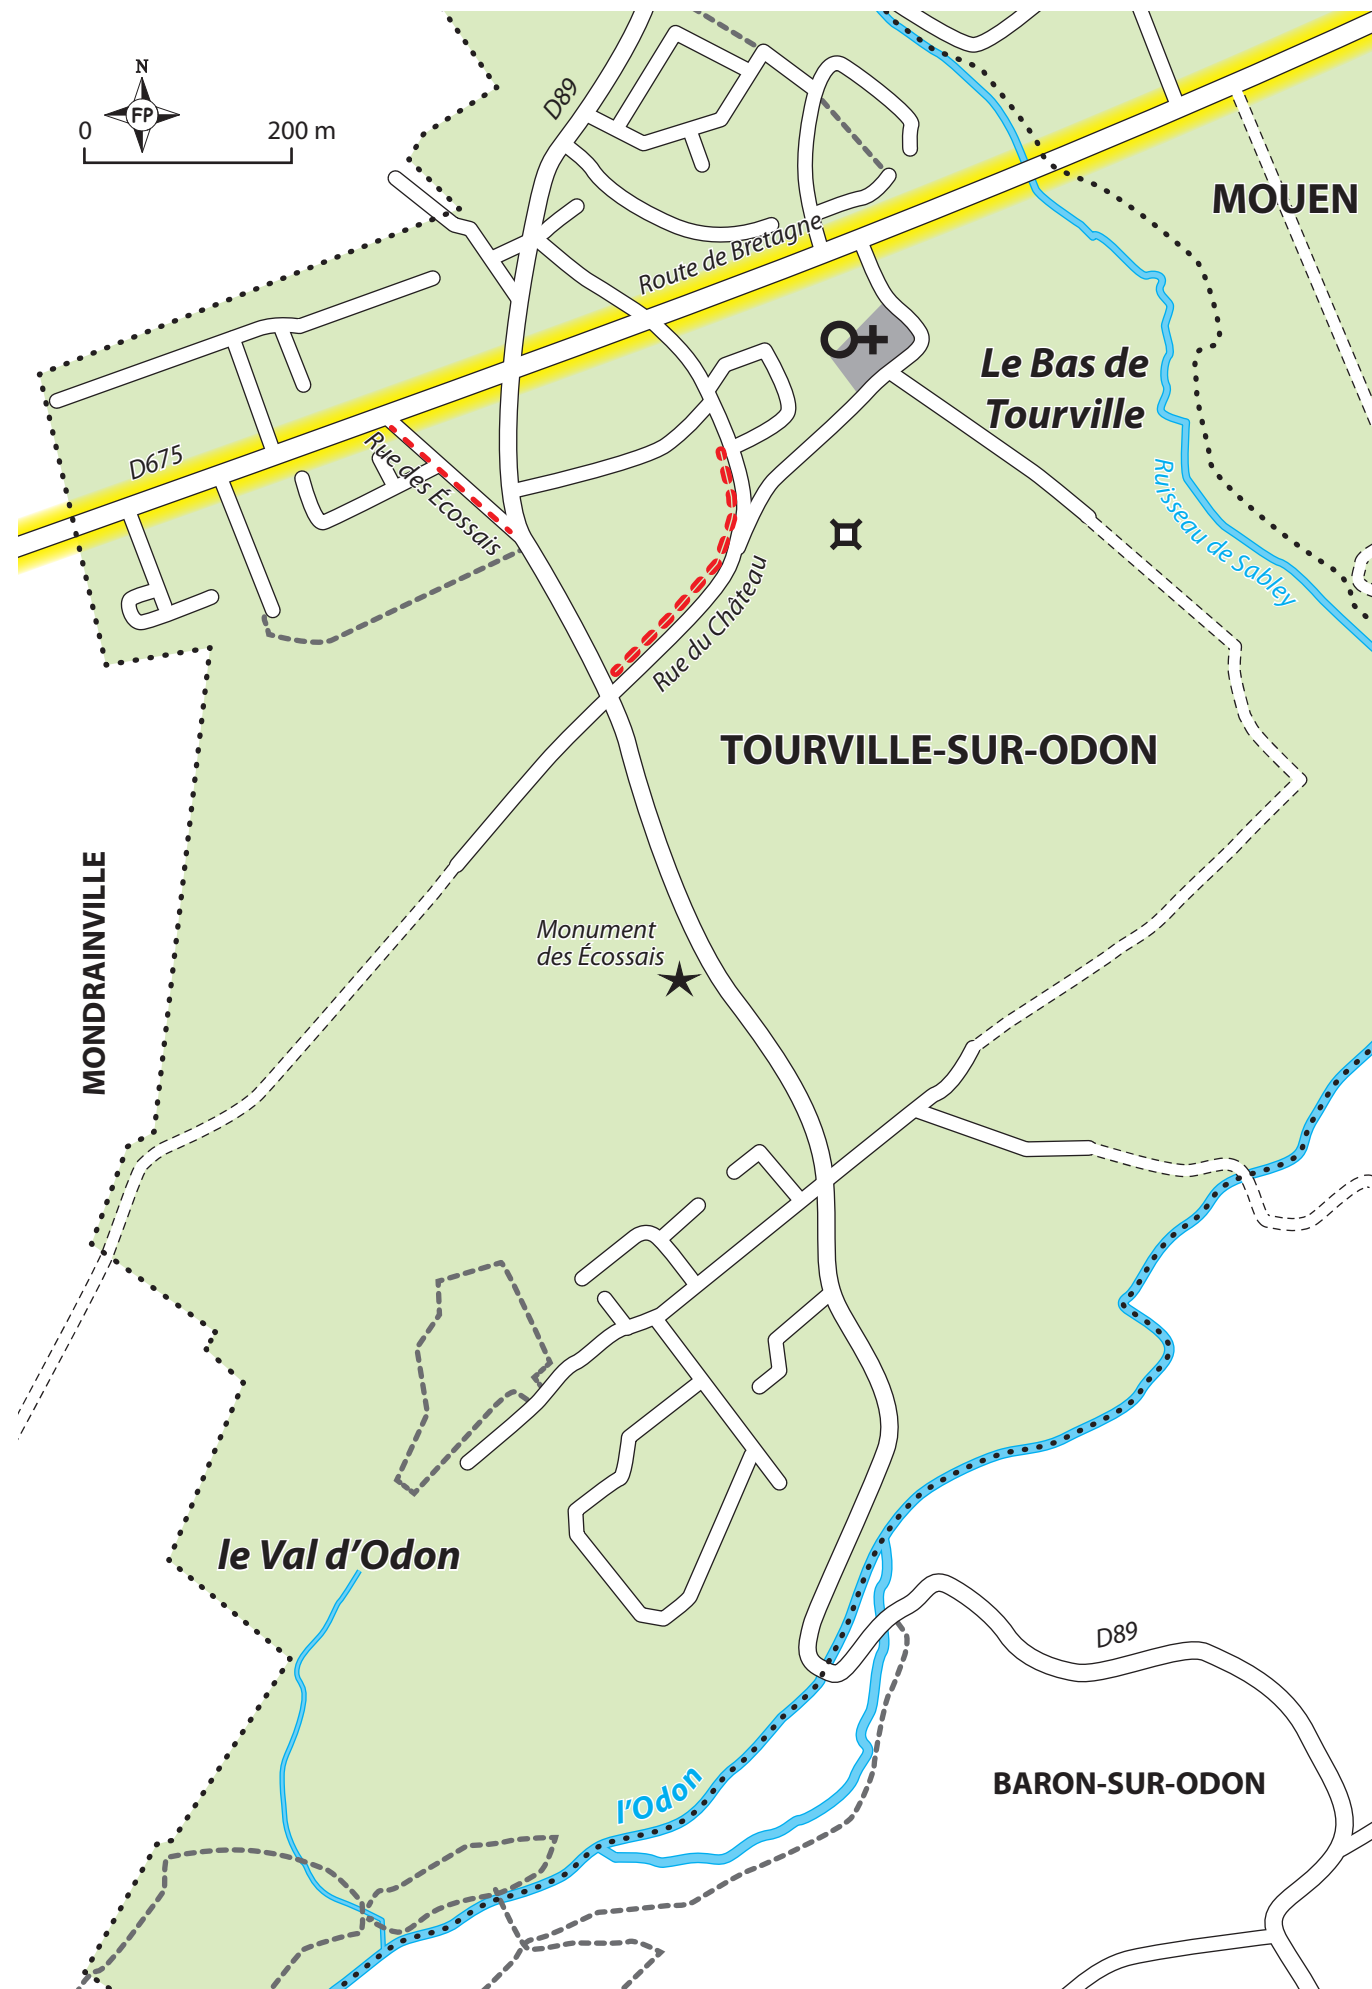 N
FP
0 200 m
D89
MOUEN
Route de Bretagne
Le Bas de
Tourville
D675
Rue des Écossais
Ruisseau de Sabley
Rue du Château
TOURVILLE-SUR-ODON
MONDRAINVILLE
Monument
des Écossais
le Val d'Odon
D89
BARON-SUR-ODON
l'Odon